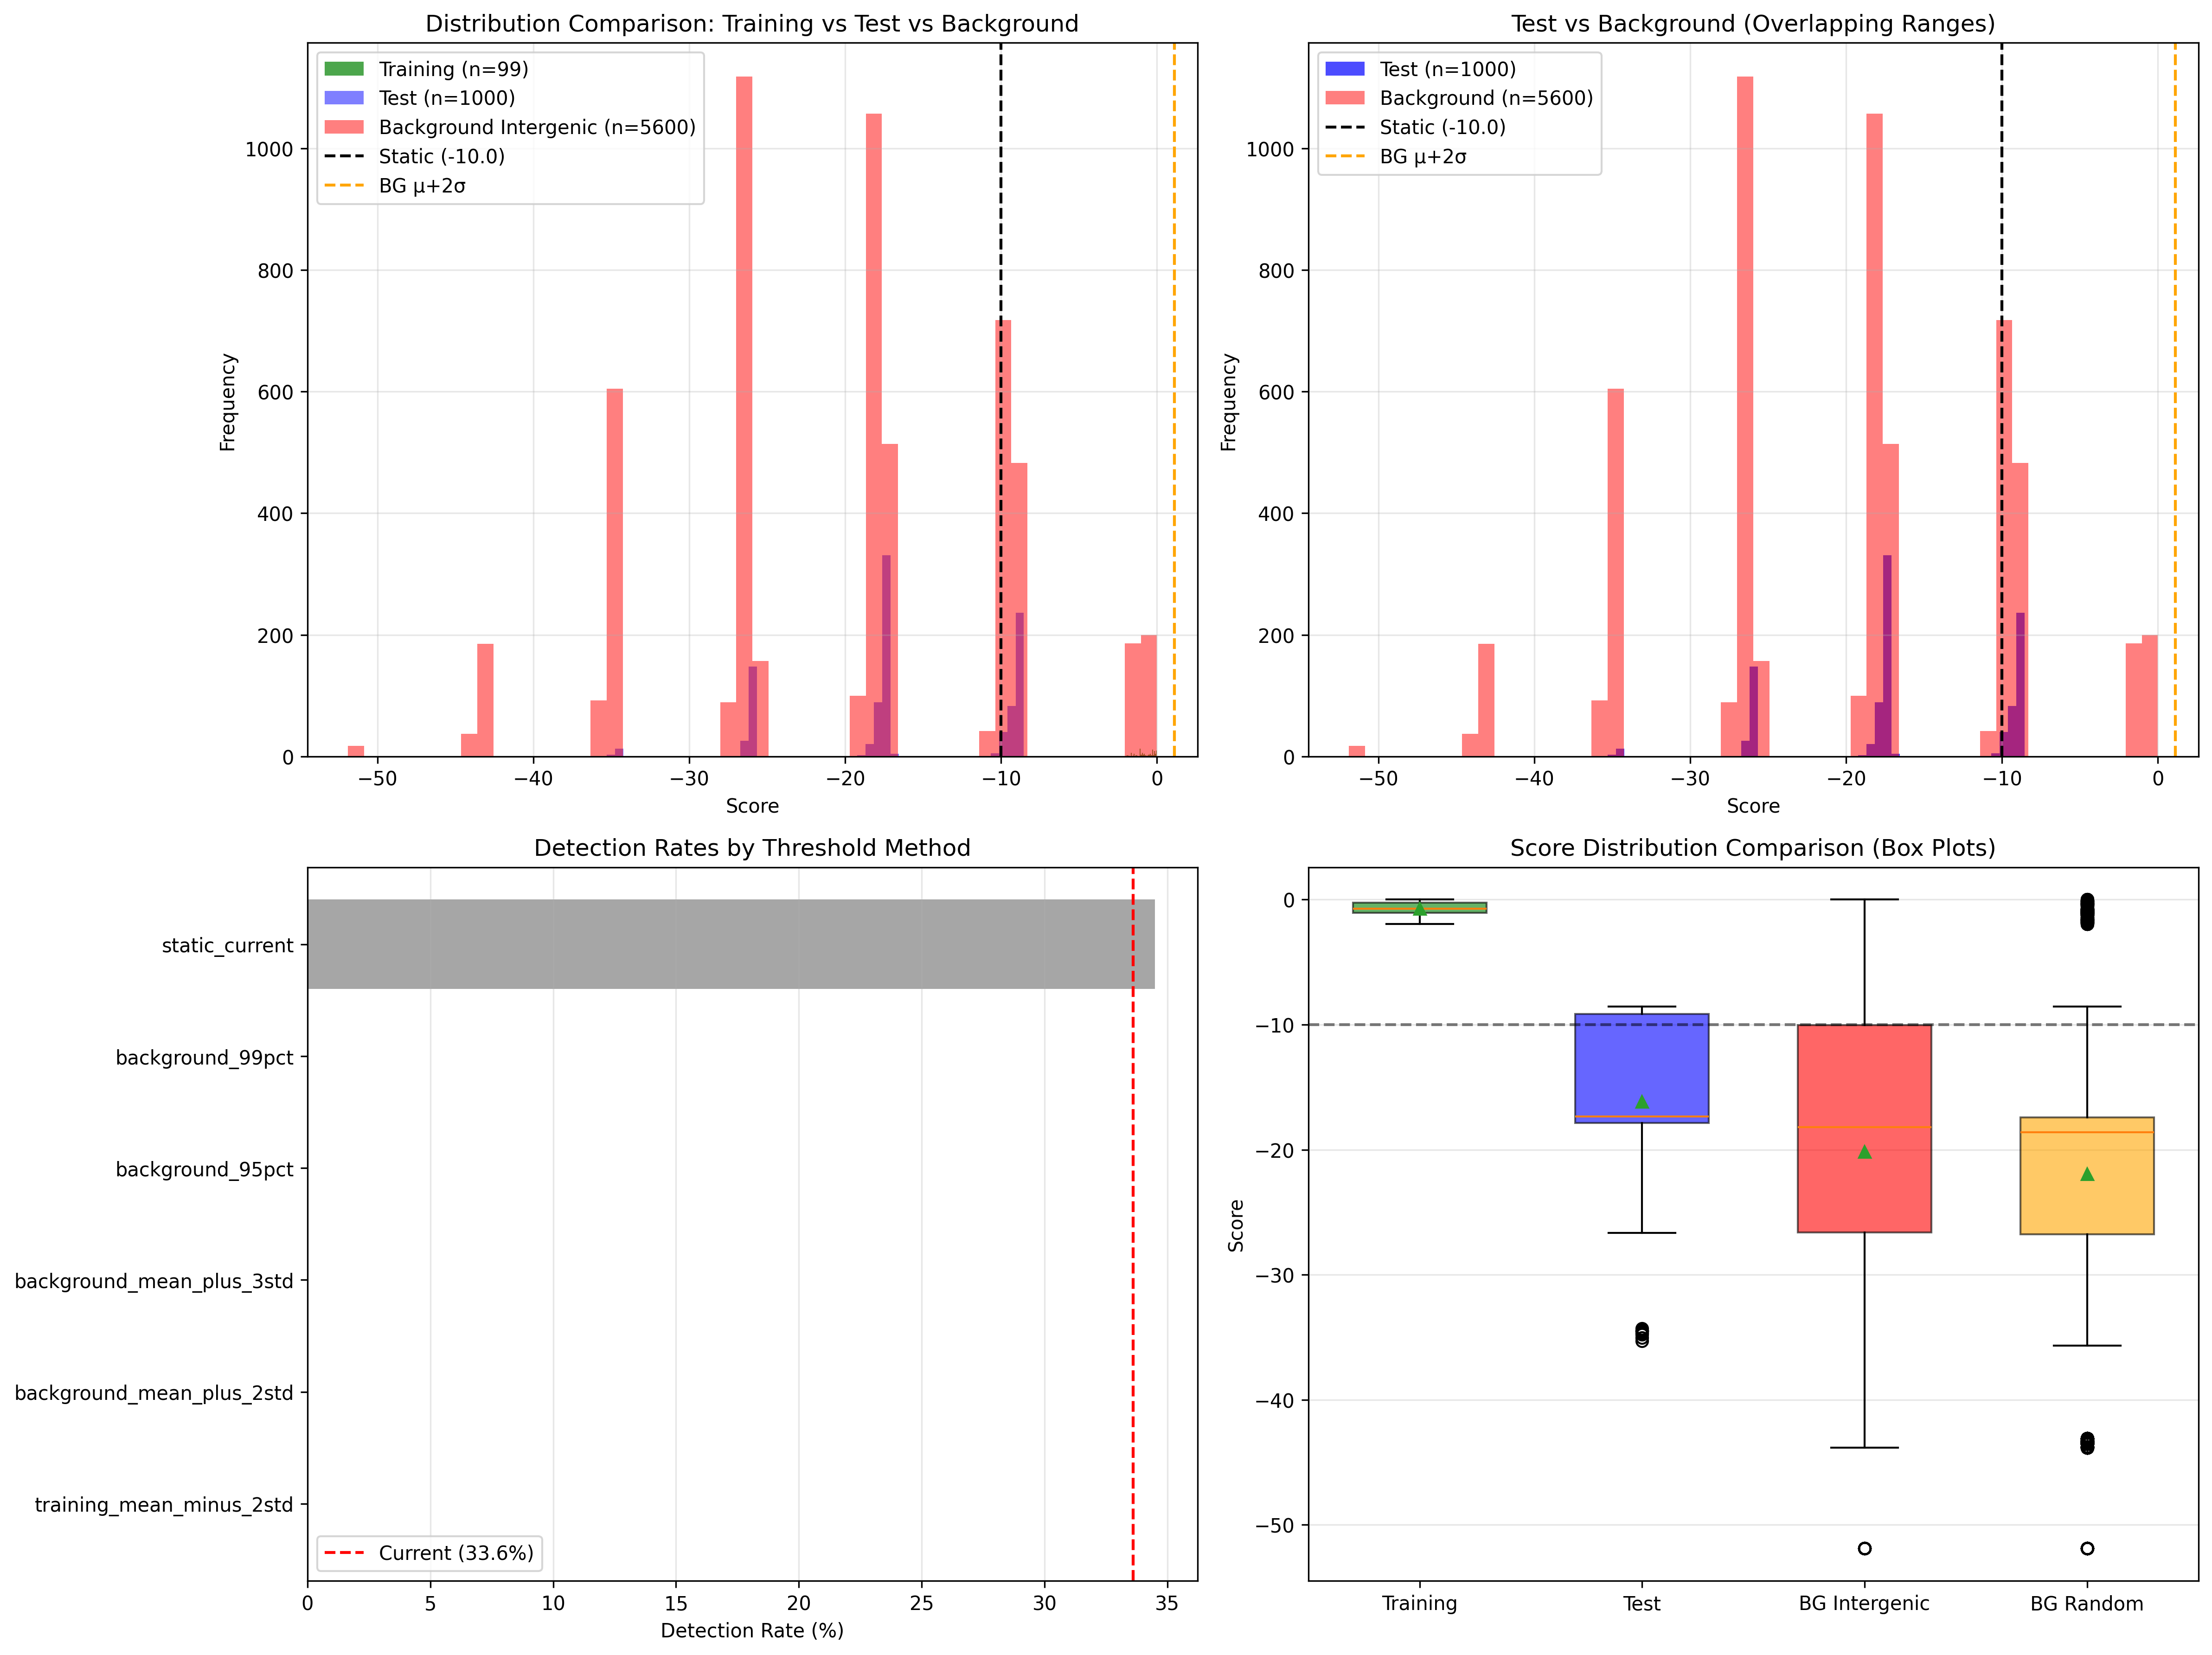 Distribution Comparison: Training vs Test vs Background
Training (n=99)
Test (n=1000)
Background Intergenic (n=5600)
Static (-10.0)
BG μ+2σ
1000
800
600
400
200
0
Frequency
−50 −40 −30 −20 −10 0
Score
Test vs Background (Overlapping Ranges)
Test (n=1000)
Background (n=5600)
Static (-10.0)
BG μ+2σ
1000
800
600
400
200
0
Frequency
−50 −40 −30 −20 −10 0
Score
Detection Rates by Threshold Method
static_current
background_99pct
background_95pct
background_mean_plus_3std
background_mean_plus_2std
training_mean_minus_2std
Current (33.6%)
0 5 10 15 20 25 30 35
Detection Rate (%)
Score Distribution Comparison (Box Plots)
0
−10
−20
−30
−40
−50
Score
Training Test BG Intergenic BG Random